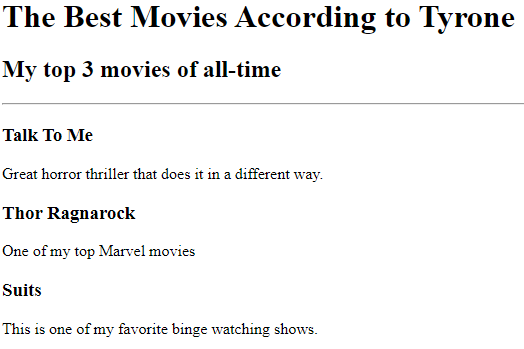 The Best Movies According to Tyrone
My top 3 movies of all-time
Talk To Me
Great horror thriller that does it in a different way.
Thor Ragnarock
One of my top Marvel movies
Suits
This is one of my favorite binge watching shows.